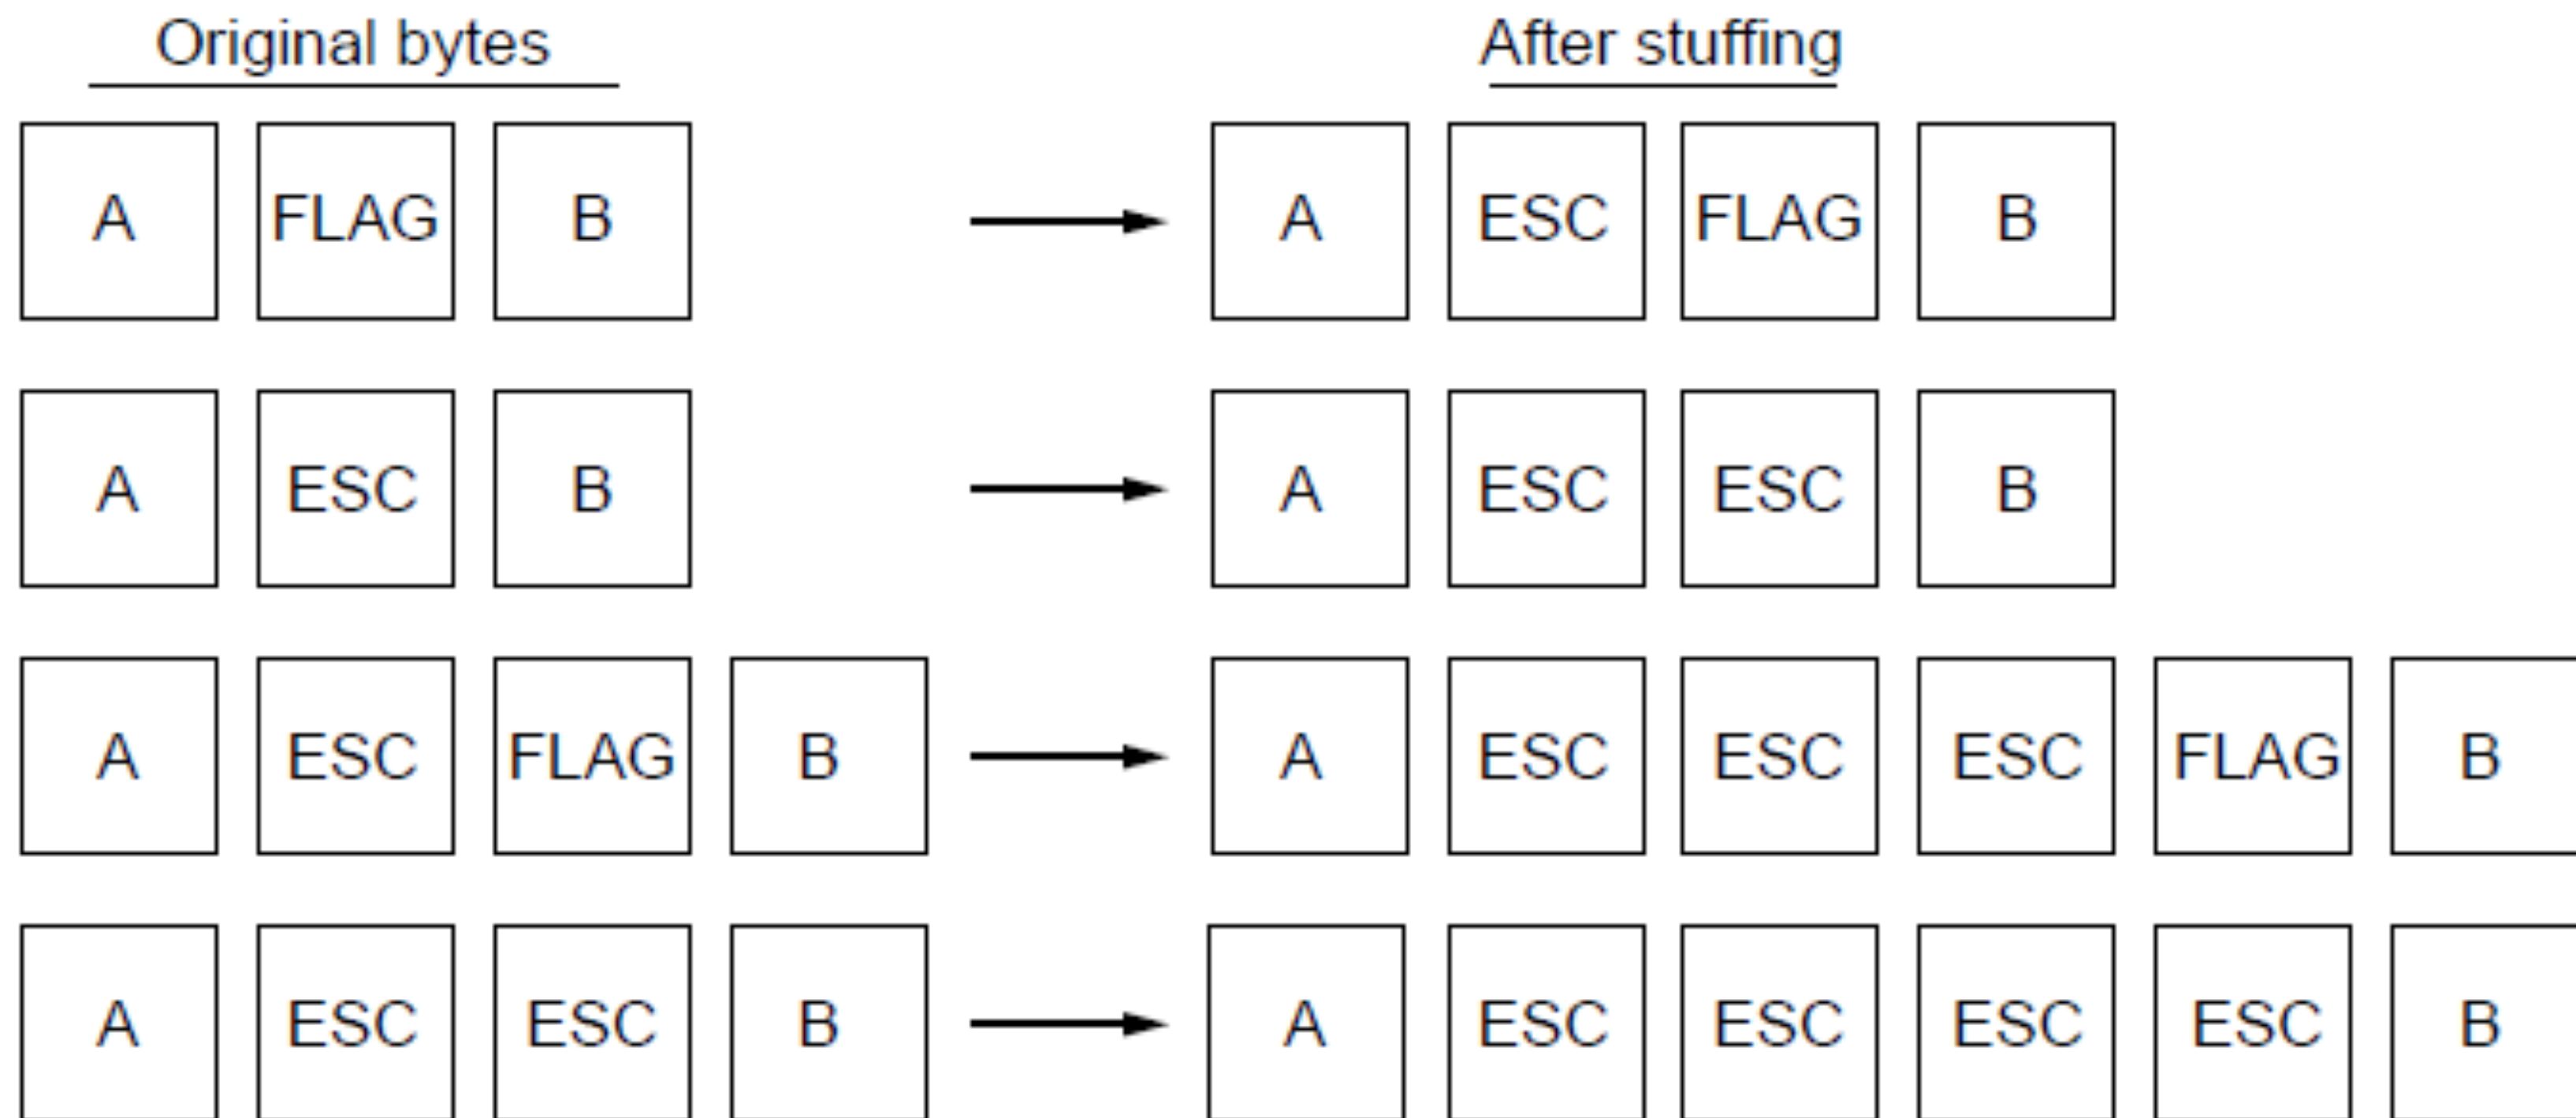 Original bytes After stuffing
A FLAG B A ESC FLAG B
A ESC B A ESC ESC B
A ESC FLAG B A ESC ESC ESC FLAG B
A ESC ESC B A ESC ESC ESC ESC B